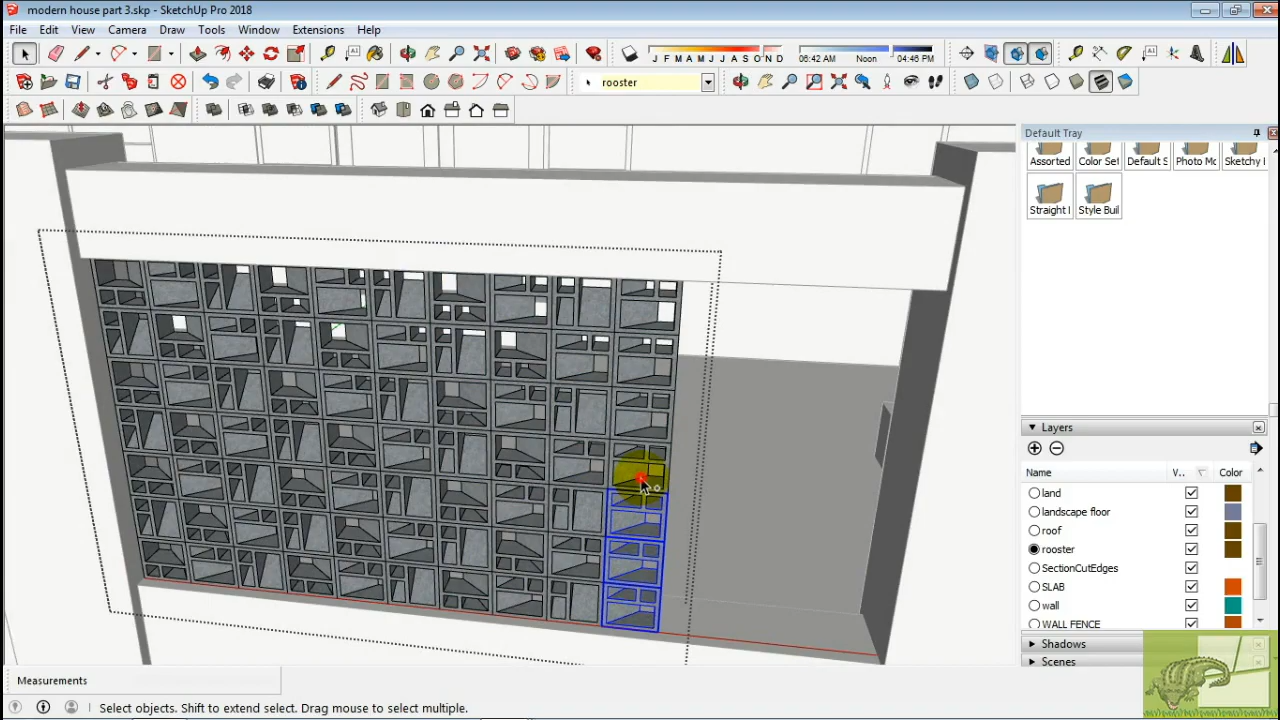 modern house part 3.skp - SketchUp Pro 2018
File Edit View Camera Draw Tools Window Extensions Help
J F M A M J J A S O N D
06:42 AM Noon 04:46 PM
rooster
Default Tray
Assorted Color Sel Default S Photo Mo Sketchy I
Straight I Style Buil
Layers
Name V.. Color
land
landscape floor
roof
rooster
SectionCutEdges
SLAB
wall
WALL FENCE
Shadows
Scenes
Measurements
Select objects. Shift to extend select. Drag mouse to select multiple.